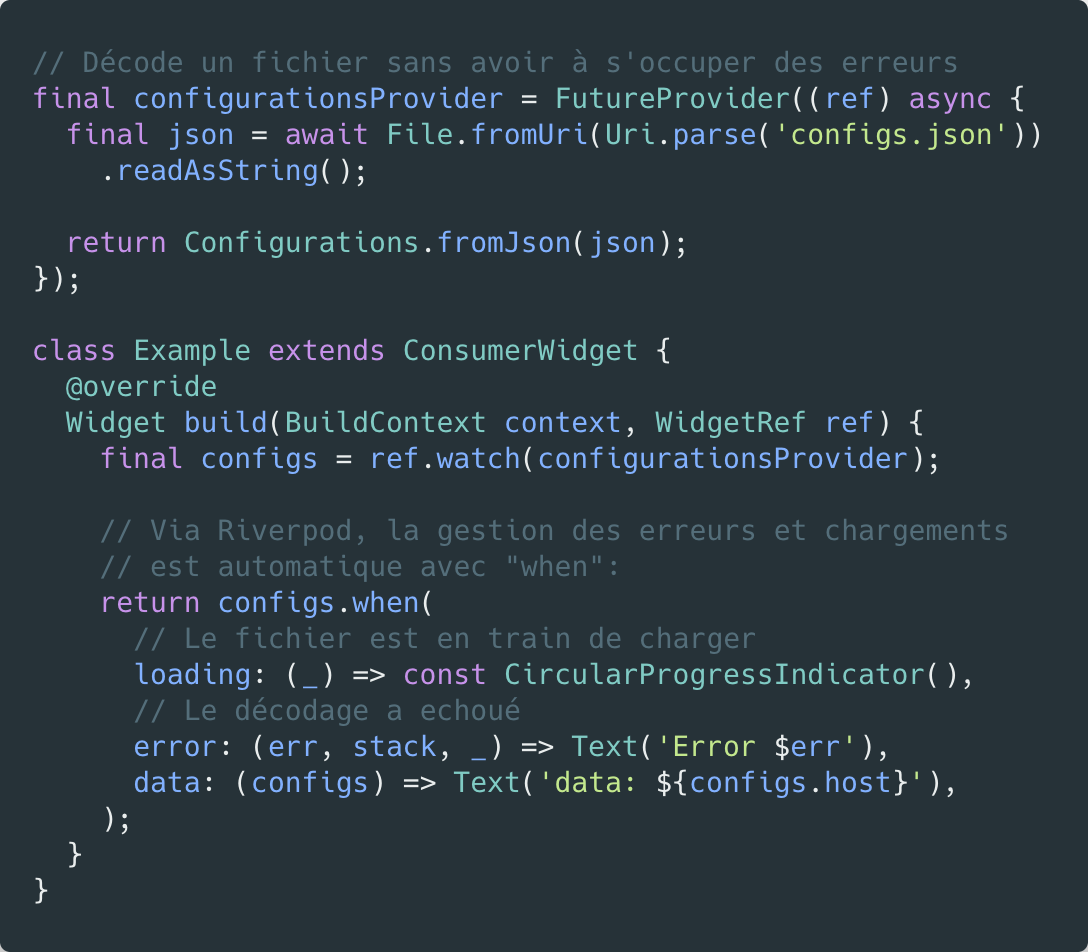 // Décode un fichier sans avoir à s'occuper des erreurs
final configurationsProvider = FutureProvider((ref) async {
  final json = await File.fromUri(Uri.parse('configs.json'))
    .readAsString();

  return Configurations.fromJson(json);
});

class Example extends ConsumerWidget {
  @override
  Widget build(BuildContext context, WidgetRef ref) {
    final configs = ref.watch(configurationsProvider);

    // Via Riverpod, la gestion des erreurs et chargements
    // est automatique avec "when":
    return configs.when(
      // Le fichier est en train de charger
      loading: (_) => const CircularProgressIndicator(),
      // Le décodage a echoué
      error: (err, stack, _) => Text('Error $err'),
      data: (configs) => Text('data: ${configs.host}'),
    );
  }
}